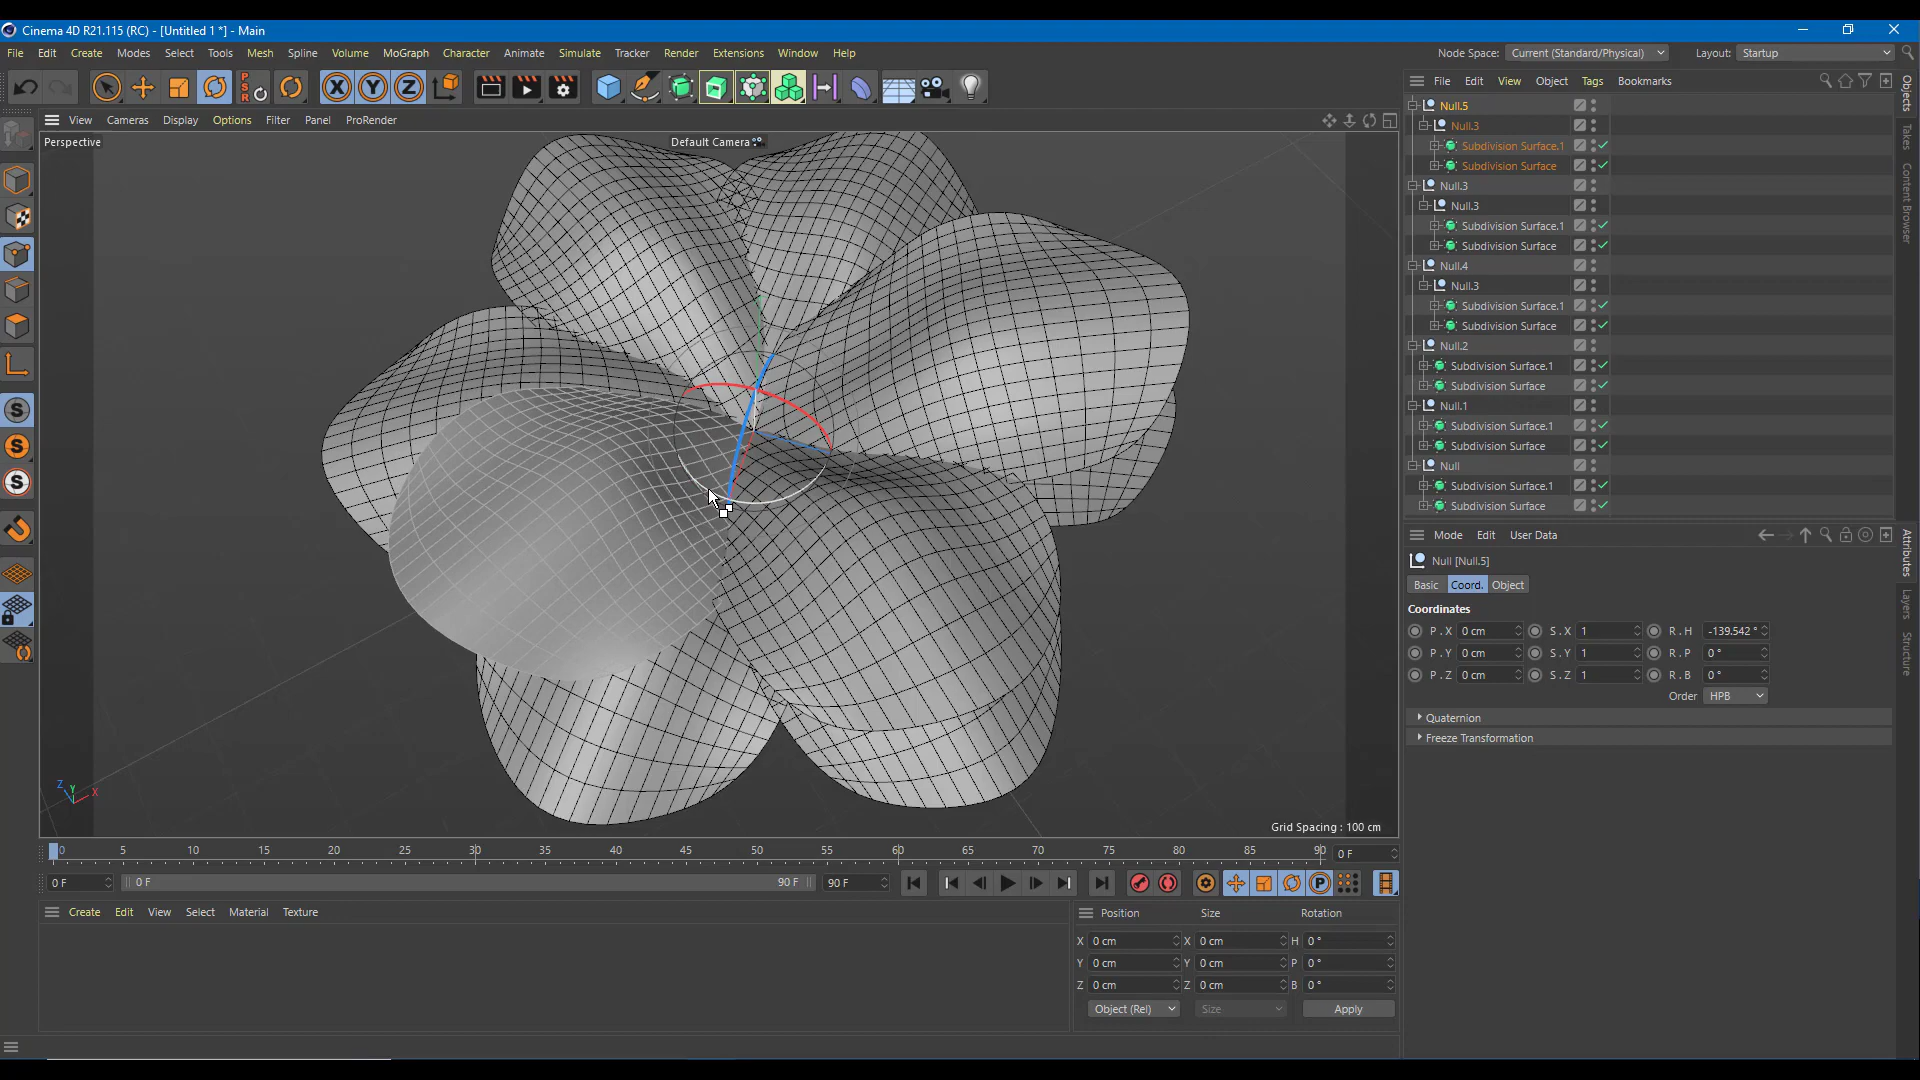 Cinema 4D R21.115 (RC) - [Untitled 1 *] - Main
File Edit Create Modes Select Tools Mesh Spline Volume MoGraph Character Animate Simulate Tracker Render Extensions Window Help
Node Space: Current (Standard/Physical) Layout: Startup
PSR X Y Z
File Edit View Object Tags Bookmarks
View Cameras Display Options Filter Panel ProRender
Perspective
Default Camera
Null.5
Null.3
Subdivision Surface.1
Subdivision Surface
Null.3
Null.3
Subdivision Surface.1
Subdivision Surface
Null.4
Null.3
Subdivision Surface.1
Subdivision Surface
Null.2
Subdivision Surface.1
Subdivision Surface
Null.1
Subdivision Surface.1
Subdivision Surface
Null
Subdivision Surface.1
Subdivision Surface
Objects
Takes
Content Browser
S
S
S
Mode Edit User Data
Null [Null.5]
Basic Coord. Object
Coordinates
P . X 0 cm S . X 1 R . H -139.542 °
P . Y 0 cm S . Y 1 R . P 0 °
P . Z 0 cm S . Z 1 R . B 0 °
Order HPB
Quaternion
Freeze Transformation
Attributes
Layers
Structure
Z Y X
Grid Spacing : 100 cm
0 5 10 15 20 25 30 35 40 45 50 55 60 65 70 75 80 85 90 0 F
0 F 0 F 90 F 90 F P
Create Edit View Select Material Texture
Position Size Rotation
X 0 cm X 0 cm H 0 °
Y 0 cm Y 0 cm P 0 °
Z 0 cm Z 0 cm B 0 °
Object (Rel) Size Apply